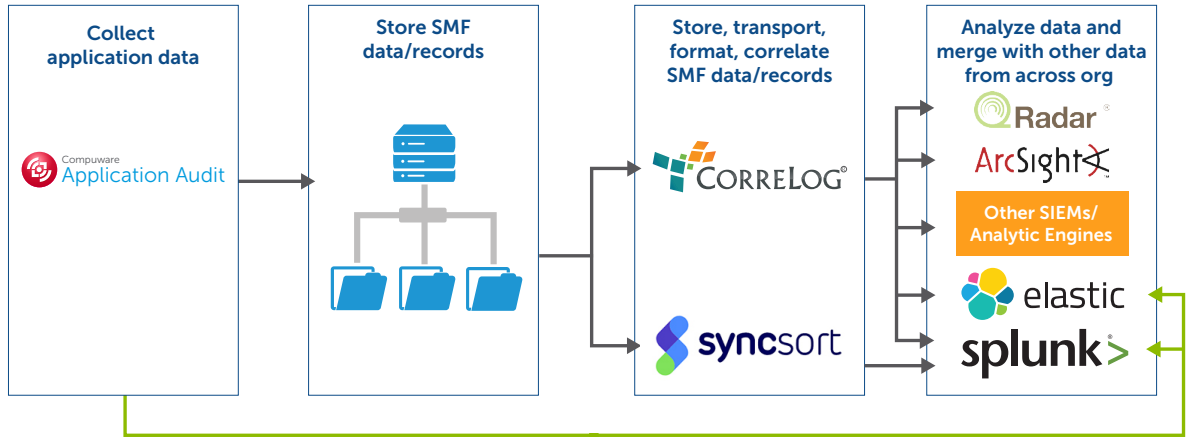 Collect
application data
Compuware
Application Audit
Store SMF
data/records
Store, transport,
format, correlate
SMF data/records
CORRELOG®
syncsort
Analyze data and
merge with other data
from across org
QRadar®
ArcSight™
Other SIEMs/
Analytic Engines
elastic
splunk®>